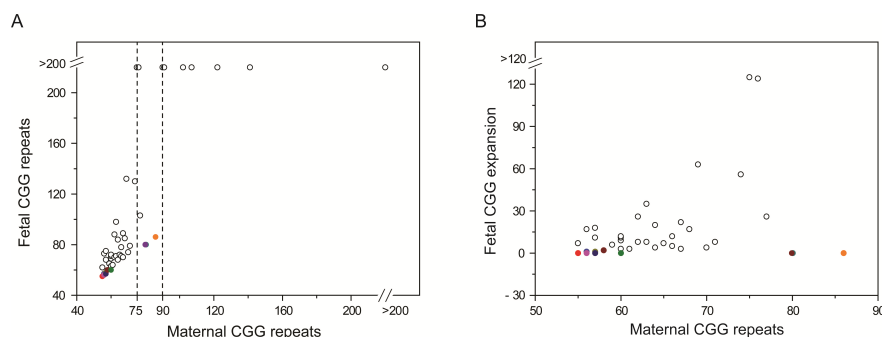 A
Fetal CGG repeats
>200
200
160
120
80
40
40 75 90 120 160 200 >200
Maternal CGG repeats
B
Fetal CGG expansion
>120
120
90
60
30
0
- 30
50 60 70 80 90
Maternal CGG repeats